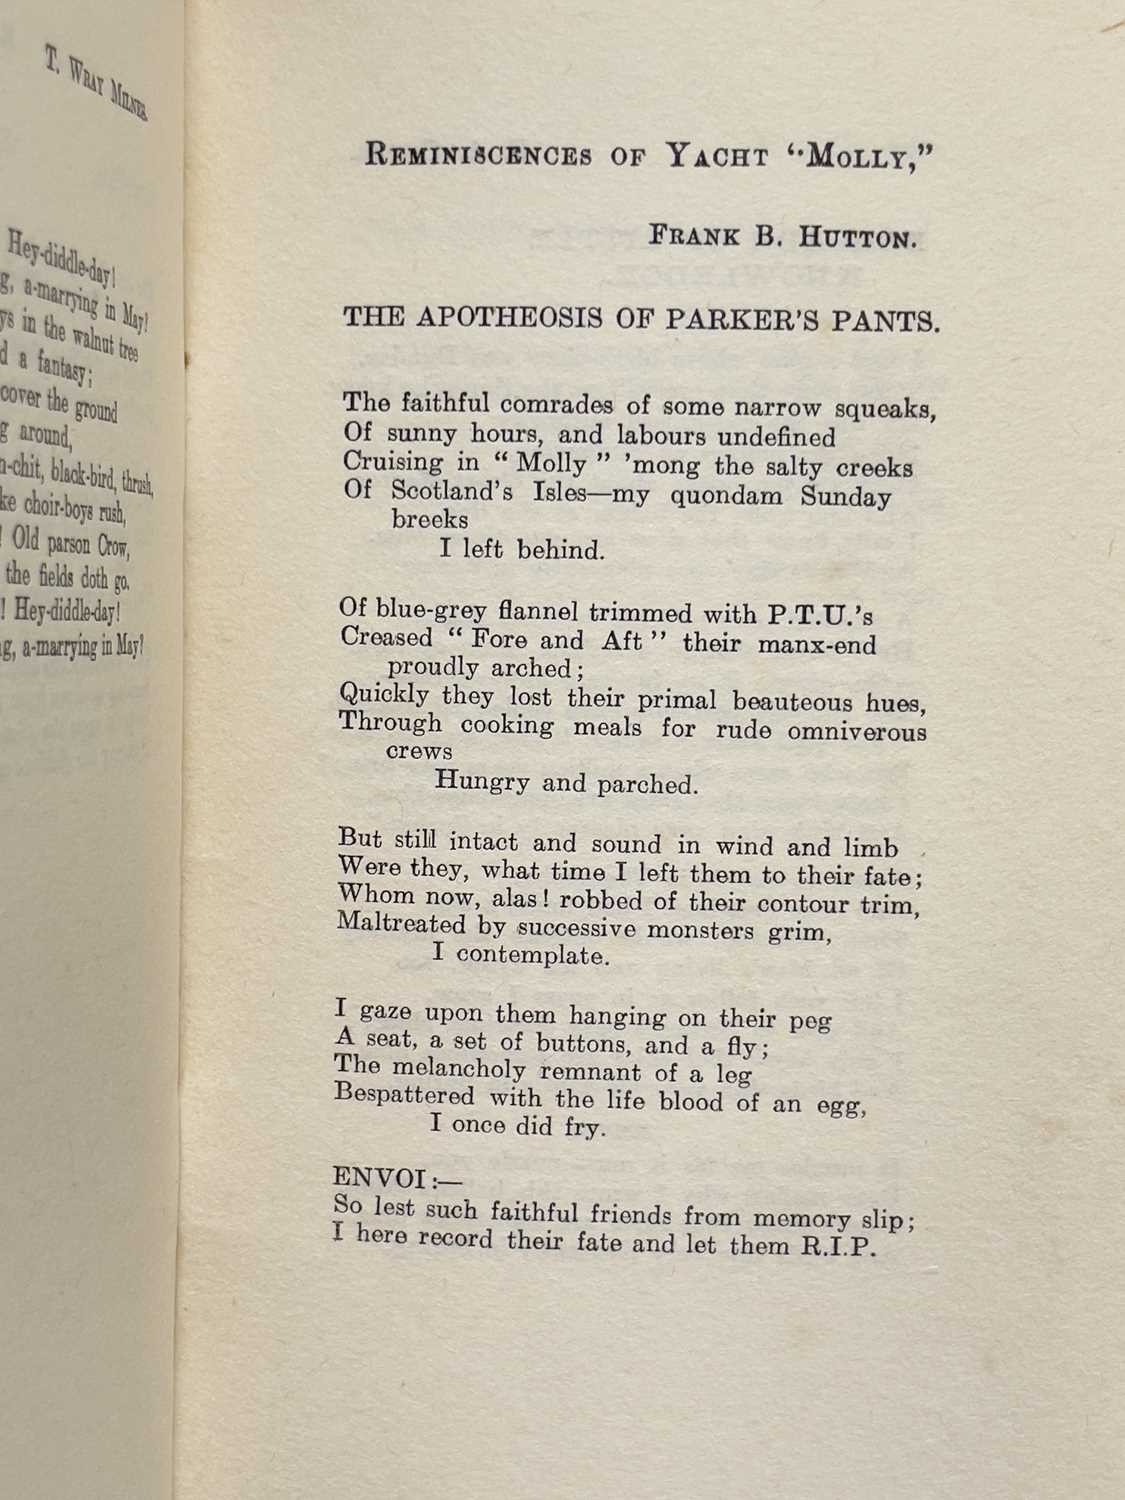 T. Wray Milner.
Hey-diddle-day!
a-marrying in May!
in the walnut tree
a fantasy;
cover the ground
around,
black-bird, thrush,
choir-boys rush,
! Old parson Crow,
the fields doth go.
! Hey-diddle-day!
a-marrying in May!
Reminiscences of Yacht "Molly,"
Frank B. Hutton.
THE APOTHEOSIS OF PARKER'S PANTS.
The faithful comrades of some narrow squeaks,
Of sunny hours, and labours undefined
Cruising in "Molly" 'mong the salty creeks
Of Scotland's Isles—my quondam Sunday
breeks
I left behind.
Of blue-grey flannel trimmed with P.T.U.'s
Creased "Fore and Aft" their manx-end
proudly arched;
Quickly they lost their primal beauteous hues,
Through cooking meals for rude omniverous
crews
Hungry and parched.
But still intact and sound in wind and limb
Were they, what time I left them to their fate;
Whom now, alas! robbed of their contour trim,
Maltreated by successive monsters grim,
I contemplate.
I gaze upon them hanging on their peg
A seat, a set of buttons, and a fly;
The melancholy remnant of a leg
Bespattered with the life blood of an egg,
I once did fry.
ENVOI:—
So lest such faithful friends from memory slip;
I here record their fate and let them R.I.P.